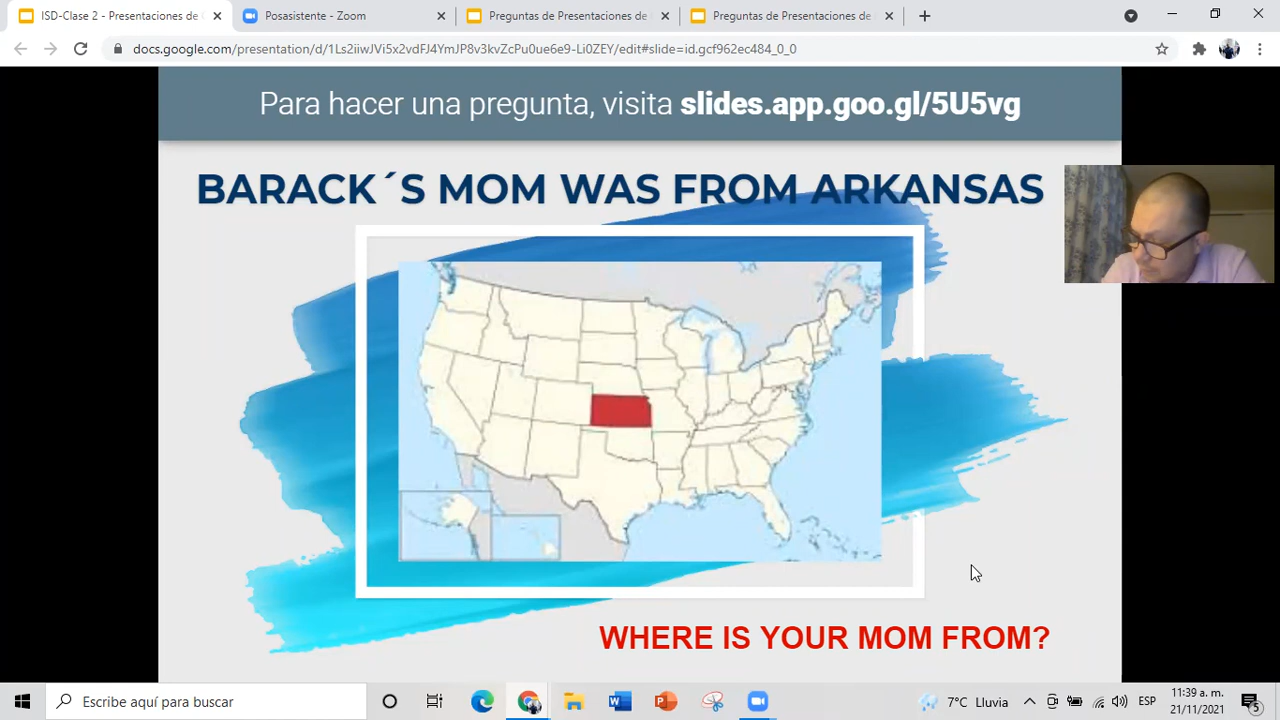 ISD-Clase 2 - Presentaciones de
Posasistente - Zoom
Preguntas de Presentaciones de
Preguntas de Presentaciones de
docs.google.com/presentation/d/1Ls2iiwJVi5x2vdFJ4YmJP8v3kvZcPu0ue6e9-Li0ZEY/edit#slide=id.gcf962ec484_0_0
Para hacer una pregunta, visita slides.app.goo.gl/5U5vg
BARACK´S MOM WAS FROM ARKANSAS
WHERE IS YOUR MOM FROM?
Escribe aquí para buscar
7°C Lluvia
ESP
11:39 a. m.
21/11/2021
5